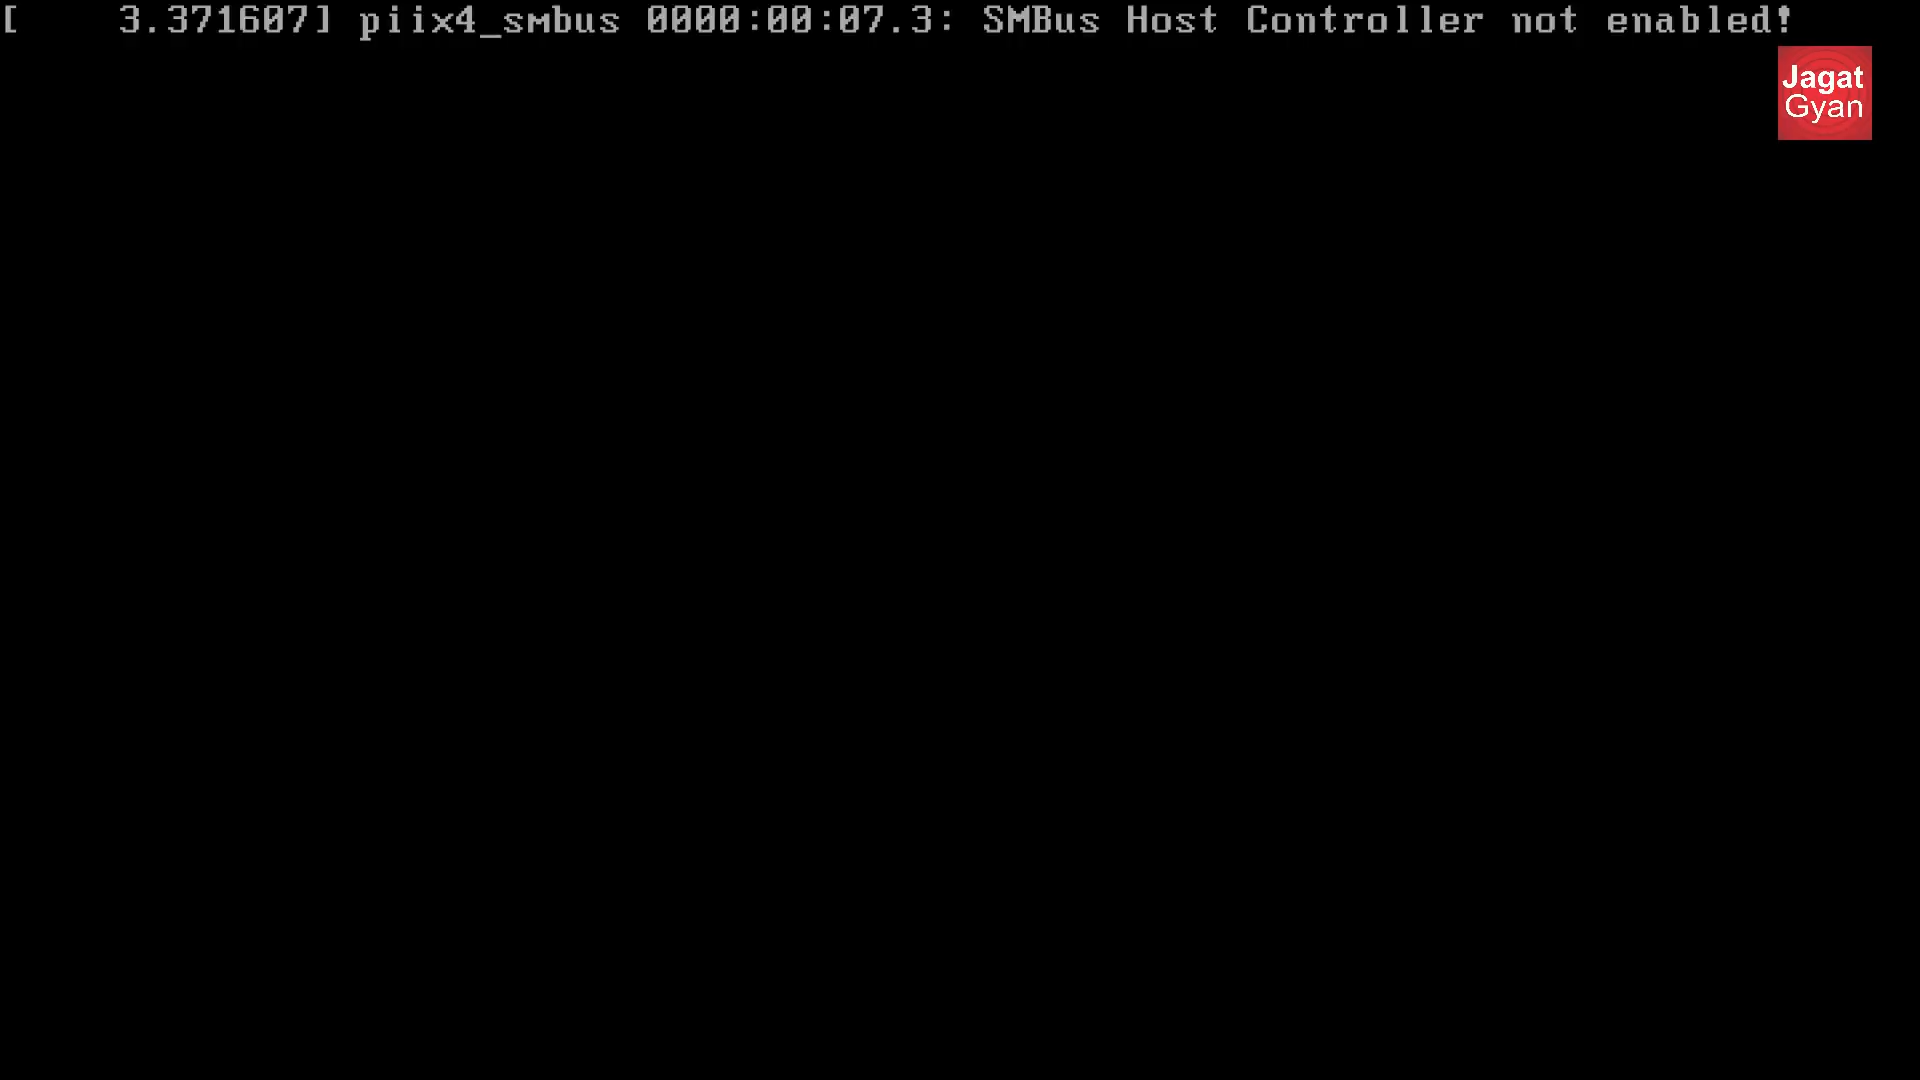 [    3.371607] piix4_smbus 0000:00:07.3: SMBus Host Controller not enabled!
Jagat
Gyan